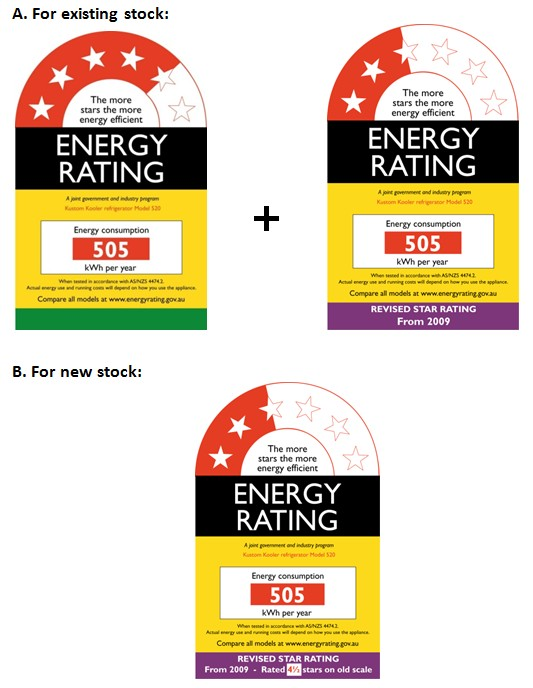 A. For existing stock:
The more
stars the more
energy efficient
ENERGY
RATING
A joint government and industry program
Kustom Kooler refrigerator Model 520
Energy consumption
505
kWh per year
When tested in accordance with AS/NZS 4474.2.
Actual energy use and running costs will depend on how you use the appliance.
Compare all models at www.energyrating.gov.au
+
The more
stars the more
energy efficient
ENERGY
RATING
A joint government and industry program
Kustom Kooler refrigerator Model 520
Energy consumption
505
kWh per year
When tested in accordance with AS/NZS 4474.2.
Actual energy use and running costs will depend on how you use the appliance.
Compare all models at www.energyrating.gov.au
REVISED STAR RATING
From 2009
B. For new stock:
The more
stars the more
energy efficient
ENERGY
RATING
A joint government and industry program
Kustom Kooler refrigerator Model 520
Energy consumption
505
kWh per year
When tested in accordance with AS/NZS 4474.2.
Actual energy use and running costs will depend on how you use the appliance.
Compare all models at www.energyrating.gov.au
REVISED STAR RATING
From 2009 - Rated 4½ stars on old scale